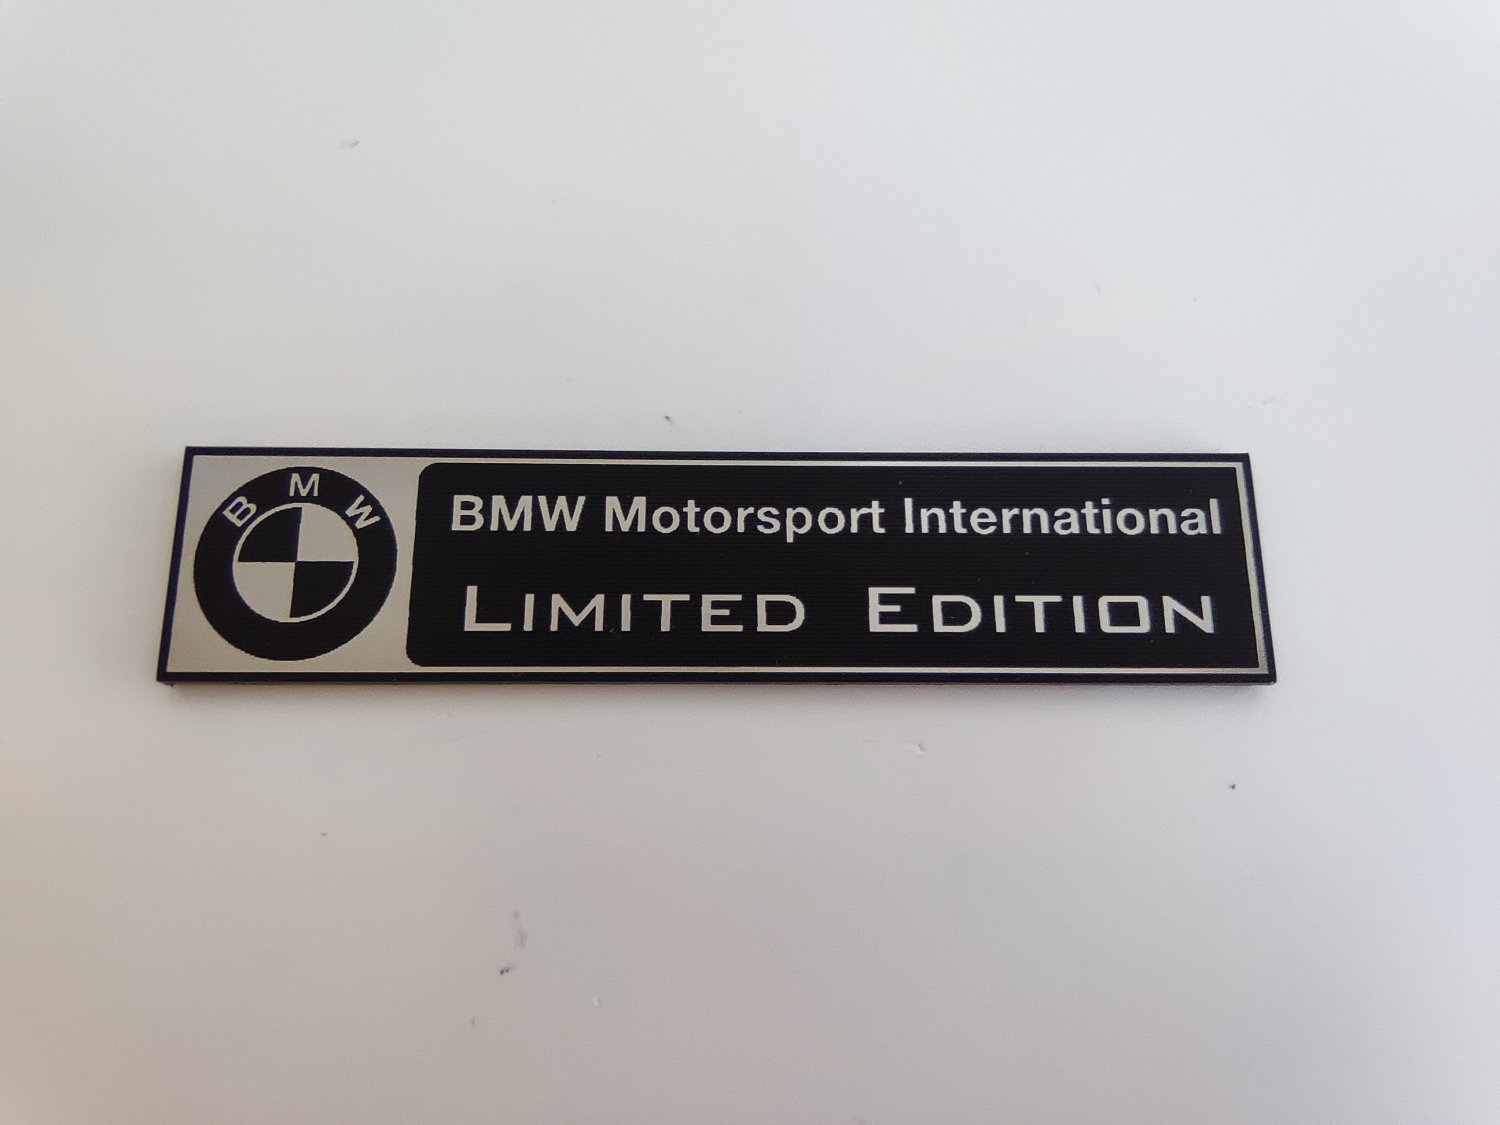 BMW
BMW Motorsport International
LIMITED EDITION